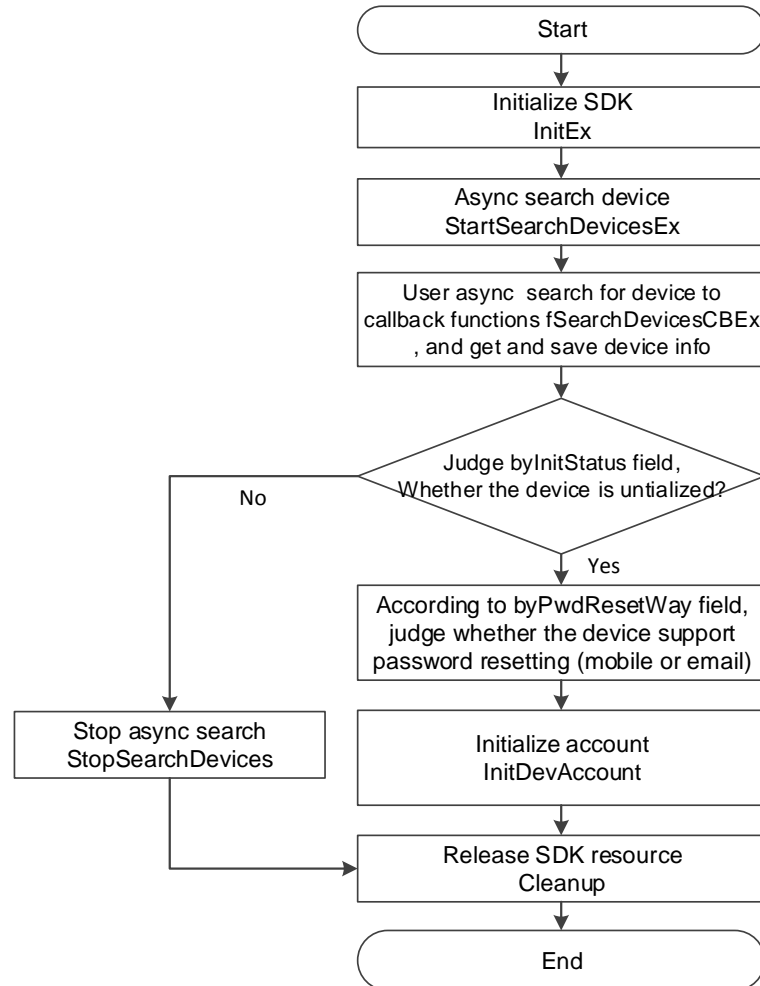 Start
Initialize SDK
InitEx
Async search device
StartSearchDevicesEx
User async search for device to
callback functions fSearchDevicesCBEx
, and get and save device info
Judge byInitStatus field,
Whether the device is untialized?
No
Yes
According to byPwdResetWay field,
judge whether the device support
password resetting (mobile or email)
Stop async search
StopSearchDevices
Initialize account
InitDevAccount
Release SDK resource
Cleanup
End